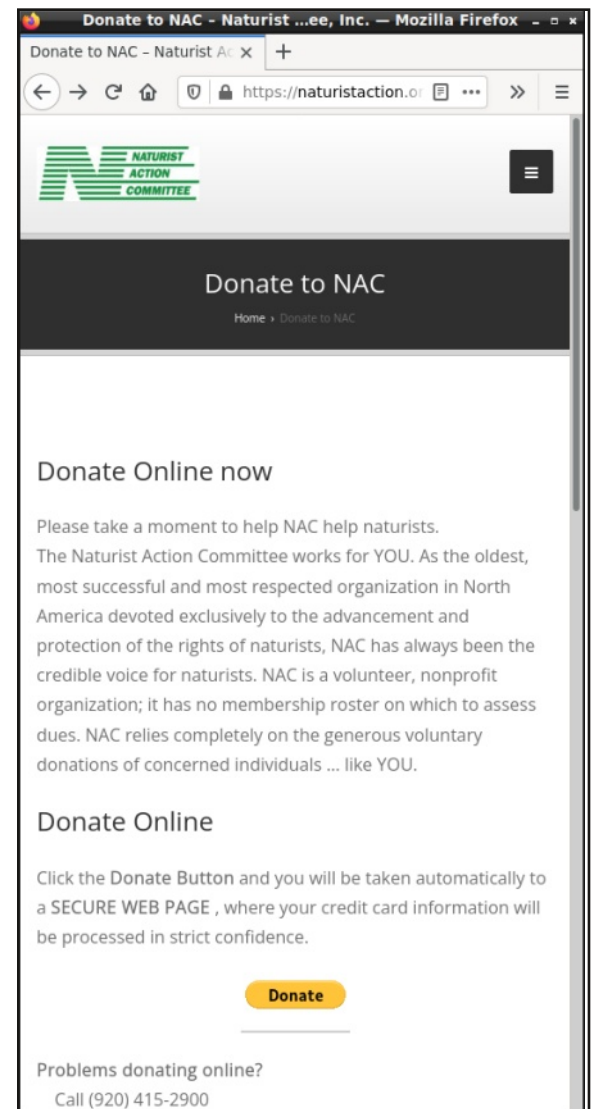 Donate to NAC - Naturist ...ee, Inc. — Mozilla Firefox
Donate to NAC – Naturist Ac
https://naturistaction.or
NATURIST
ACTION
COMMITTEE
Donate to NAC
Home › Donate to NAC
Donate Online now
Please take a moment to help NAC help naturists.
The Naturist Action Committee works for YOU. As the oldest,
most successful and most respected organization in North
America devoted exclusively to the advancement and
protection of the rights of naturists, NAC has always been the
credible voice for naturists. NAC is a volunteer, nonprofit
organization; it has no membership roster on which to assess
dues. NAC relies completely on the generous voluntary
donations of concerned individuals ... like YOU.
Donate Online
Click the Donate Button and you will be taken automatically to
a SECURE WEB PAGE , where your credit card information will
be processed in strict confidence.
Donate
Problems donating online?
Call (920) 415-2900